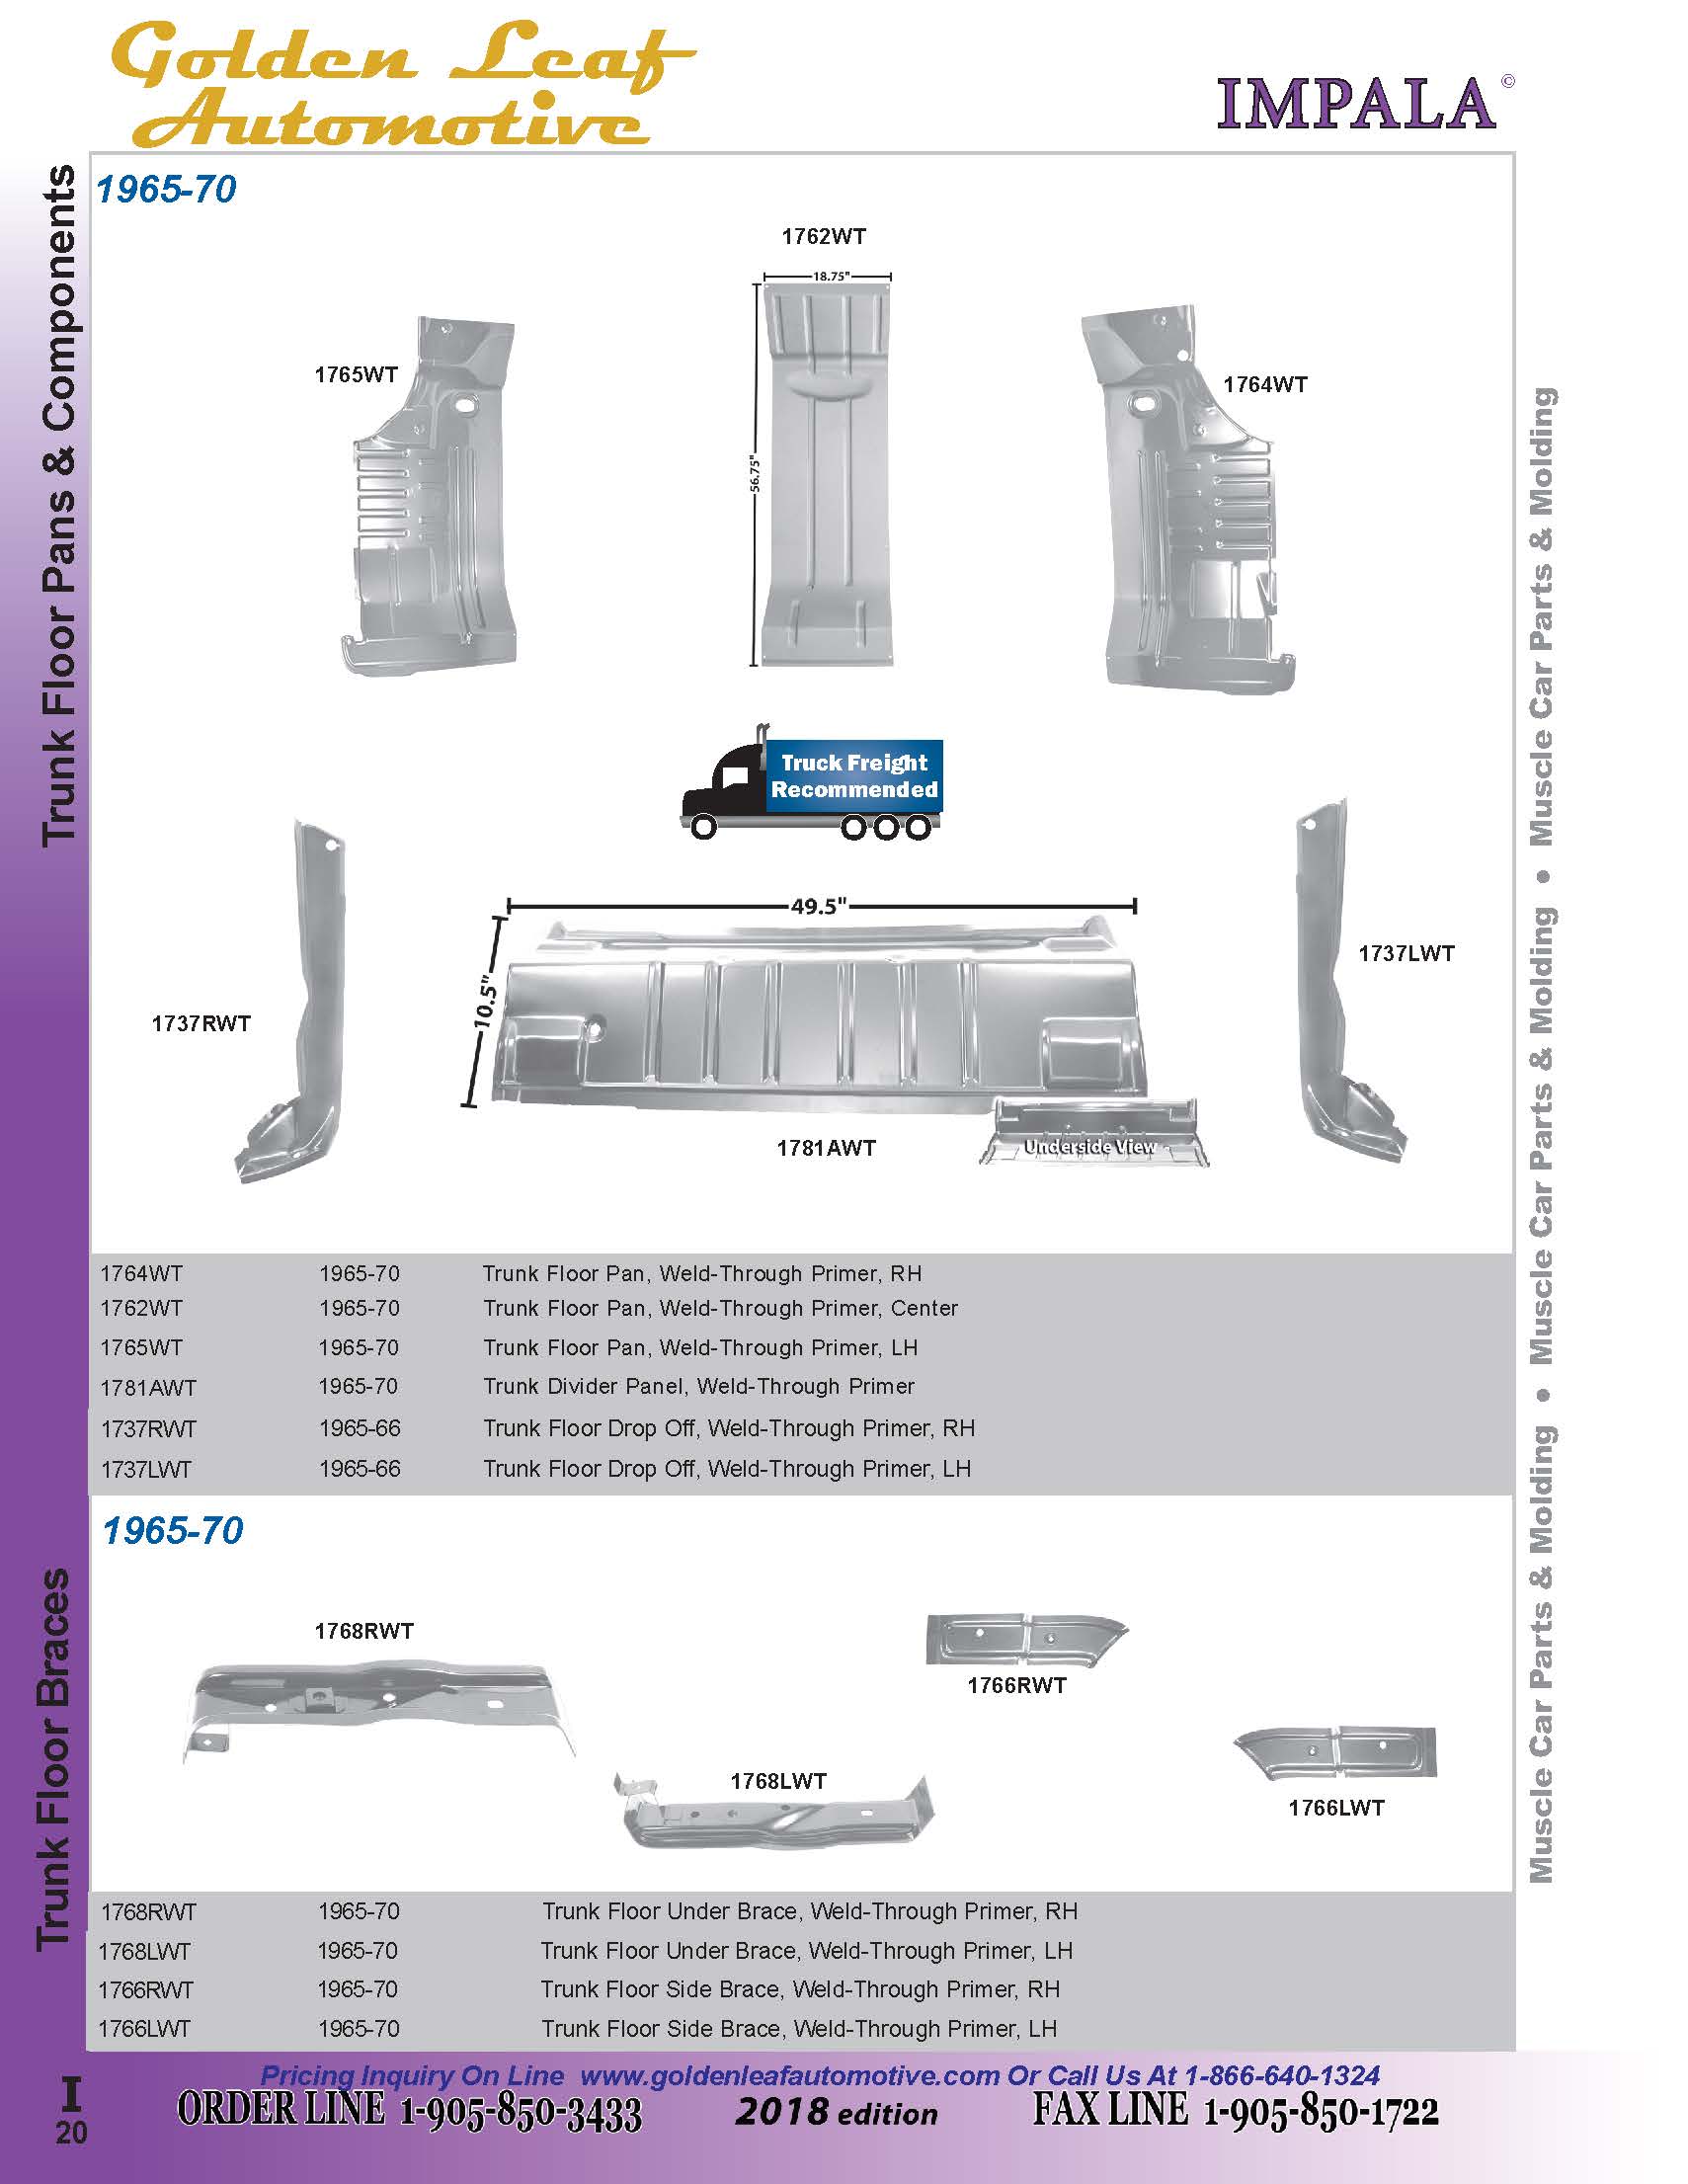 Golden Leaf
Automotive
IMPALA©
Trunk Floor Pans & Components
1965-70
1762WT
18.75"
56.75"
1765WT
1764WT
Truck Freight
Recommended
49.5"
10.5"
1737LWT
1737RWT
1781AWT
Underside View
1764WT 1965-70 Trunk Floor Pan, Weld-Through Primer, RH
1762WT 1965-70 Trunk Floor Pan, Weld-Through Primer, Center
1765WT 1965-70 Trunk Floor Pan, Weld-Through Primer, LH
1781AWT 1965-70 Trunk Divider Panel, Weld-Through Primer
1737RWT 1965-66 Trunk Floor Drop Off, Weld-Through Primer, RH
1737LWT 1965-66 Trunk Floor Drop Off, Weld-Through Primer, LH
Trunk Floor Braces
1965-70
1768RWT
1766RWT
1768LWT
1766LWT
1768RWT 1965-70 Trunk Floor Under Brace, Weld-Through Primer, RH
1768LWT 1965-70 Trunk Floor Under Brace, Weld-Through Primer, LH
1766RWT 1965-70 Trunk Floor Side Brace, Weld-Through Primer, RH
1766LWT 1965-70 Trunk Floor Side Brace, Weld-Through Primer, LH
Muscle Car Parts & Molding • Muscle Car Parts & Molding • Muscle Car Parts & Molding
Pricing Inquiry On Line www.goldenleafautomotive.com Or Call Us At 1-866-640-1324
ORDER LINE 1-905-850-3433 2018 edition FAX LINE 1-905-850-1722
I
20